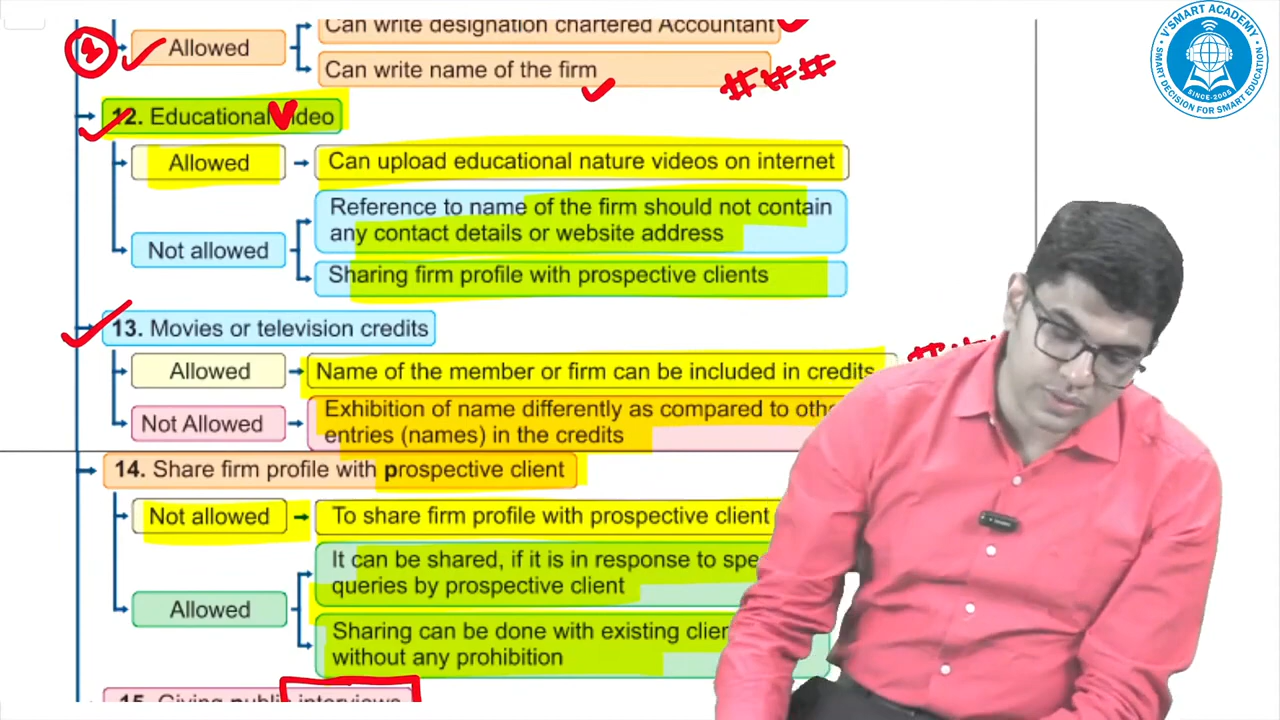 Can write designation chartered Accountant
Allowed
Can write name of the firm
12. Educational Video
Allowed
Can upload educational nature videos on internet
Reference to name of the firm should not contain
any contact details or website address
Not allowed
Sharing firm profile with prospective clients
13. Movies or television credits
Allowed
Name of the member or firm can be included in credits
Not Allowed
Exhibition of name differently as compared to
entries (names) in the credits
14. Share firm profile with prospective client
Not allowed
To share firm profile with prospective client
It can be shared, if it is in response to
queries by prospective client
Allowed
Sharing can be done with existing
without any prohibition
15. Giving public interviews
V'SMART ACADEMY
SMART DECISION FOR SMART EDUCATION
SINCE-2005